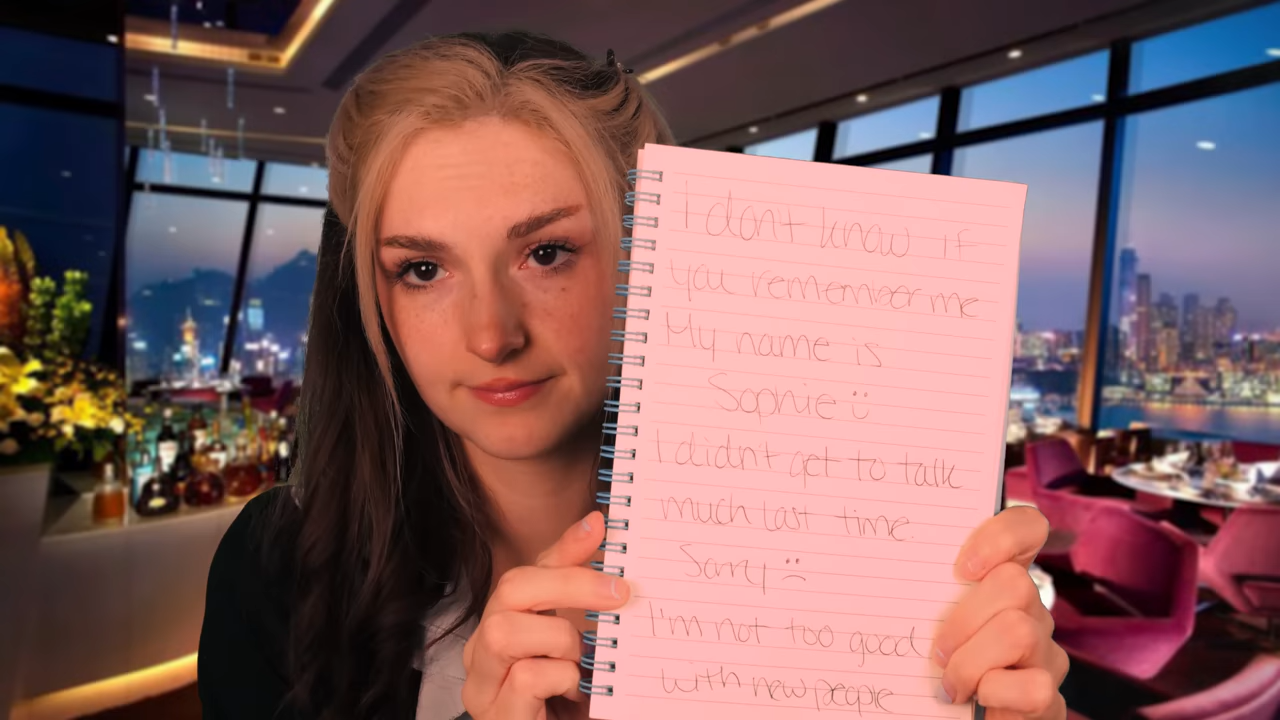 I don't know if
you remember me
My name is
Sophie :)
I didn't get to talk
much last time.
Sorry :(
I'm not too good
with new people